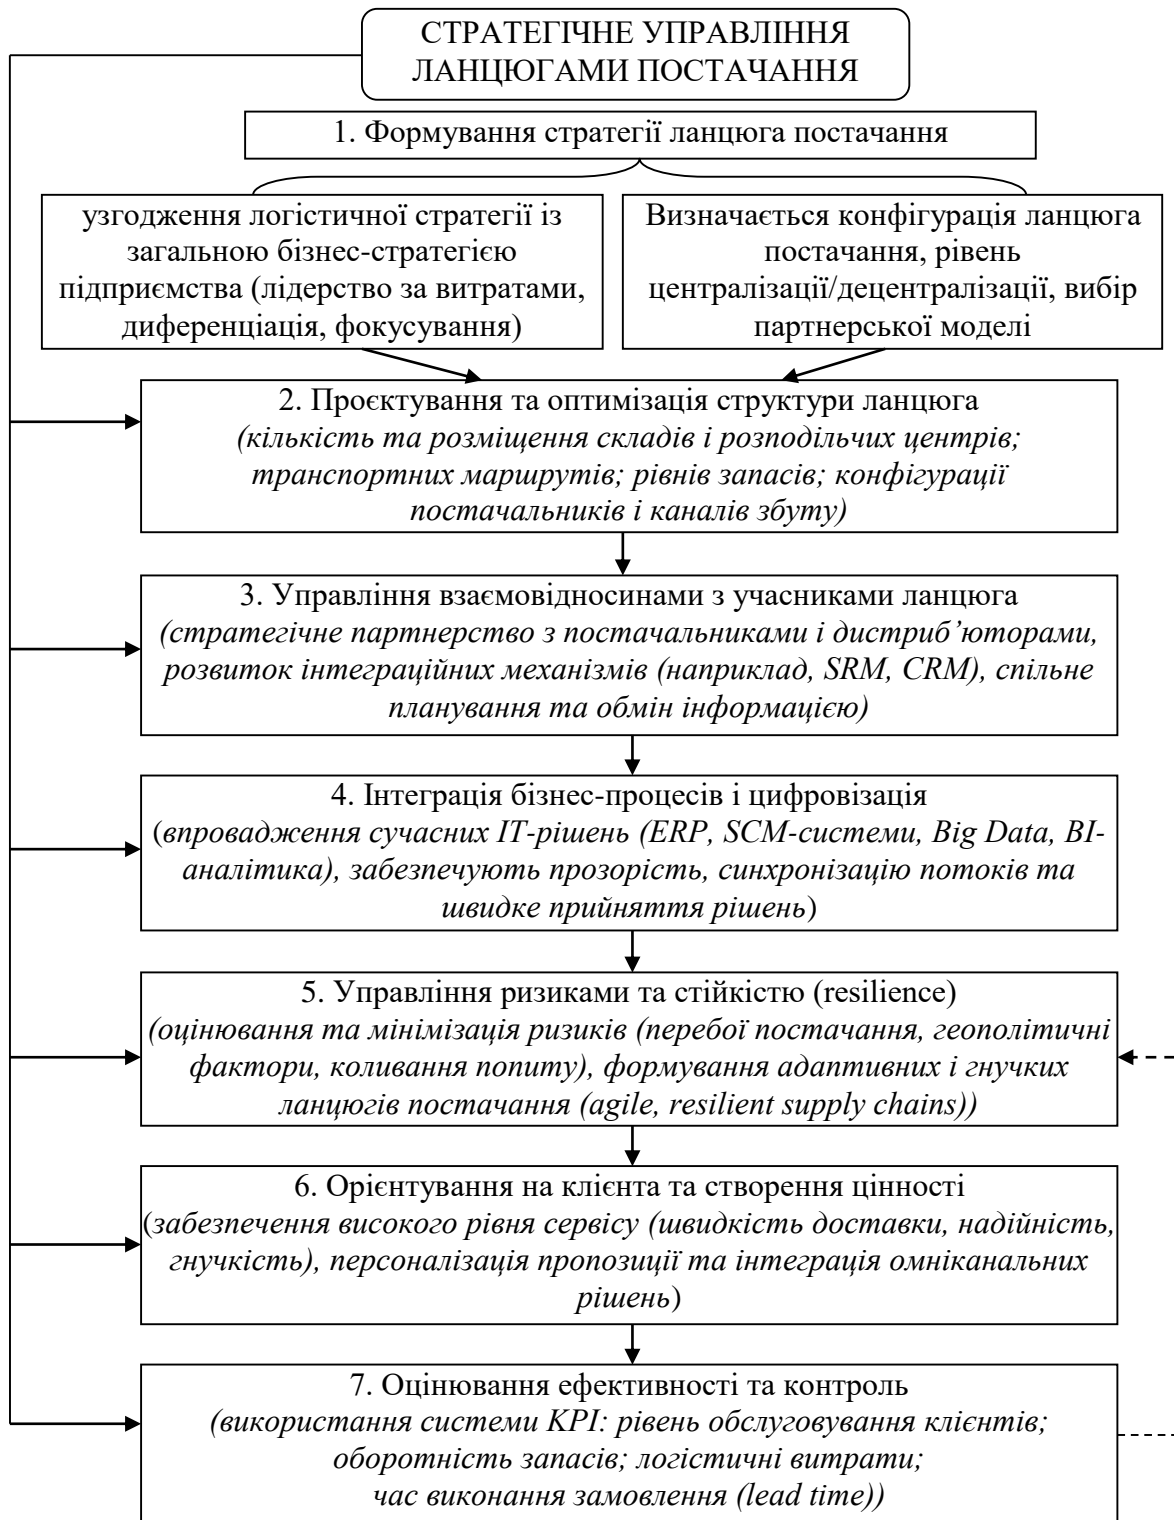 СТРАТЕГІЧНЕ УПРАВЛІННЯ
ЛАНЦЮГАМИ ПОСТАЧАННЯ
1. Формування стратегії ланцюга постачання
узгодження логістичної стратегії із
загальною бізнес-стратегією
підприємства (лідерство за витратами,
диференціація, фокусування)
Визначається конфігурація ланцюга
постачання, рівень
централізації/децентралізації, вибір
партнерської моделі
2. Проєктування та оптимізація структури ланцюга
(кількість та розміщення складів і розподільчих центрів;
транспортних маршрутів; рівнів запасів; конфігурації
постачальників і каналів збуту)
3. Управління взаємовідносинами з учасниками ланцюга
(стратегічне партнерство з постачальниками і дистриб’юторами,
розвиток інтеграційних механізмів (наприклад, SRM, CRM), спільне
планування та обмін інформацією)
4. Інтеграція бізнес-процесів і цифровізація
(впровадження сучасних ІТ-рішень (ERP, SCM-системи, Big Data, BI-
аналітика), забезпечують прозорість, синхронізацію потоків та
швидке прийняття рішень)
5. Управління ризиками та стійкістю (resilience)
(оцінювання та мінімізація ризиків (перебої постачання, геополітичні
фактори, коливання попиту), формування адаптивних і гнучких
ланцюгів постачання (agile, resilient supply chains))
6. Орієнтування на клієнта та створення цінності
(забезпечення високого рівня сервісу (швидкість доставки, надійність,
гнучкість), персоналізація пропозиції та інтеграція омніканальних
рішень)
7. Оцінювання ефективності та контроль
(використання системи KPI: рівень обслуговування клієнтів;
оборотність запасів; логістичні витрати;
час виконання замовлення (lead time))